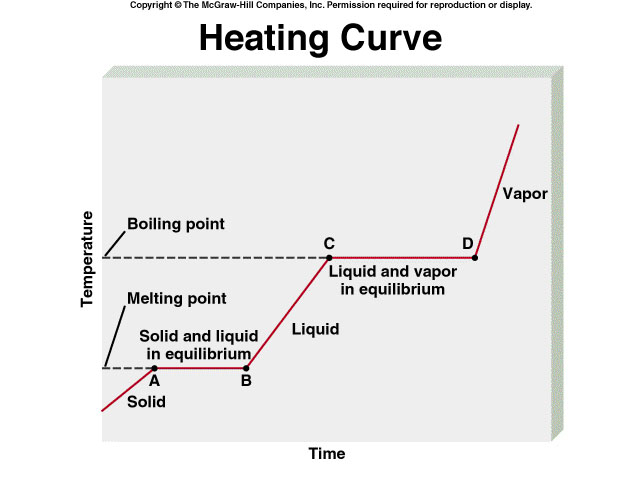 Copyright © The McGraw-Hill Companies, Inc. Permission required for reproduction or display.
Heating Curve
Temperature
Boiling point
Melting point
Solid and liquid
in equilibrium
A
B
Solid
Liquid
C
D
Liquid and vapor
in equilibrium
Vapor
Time